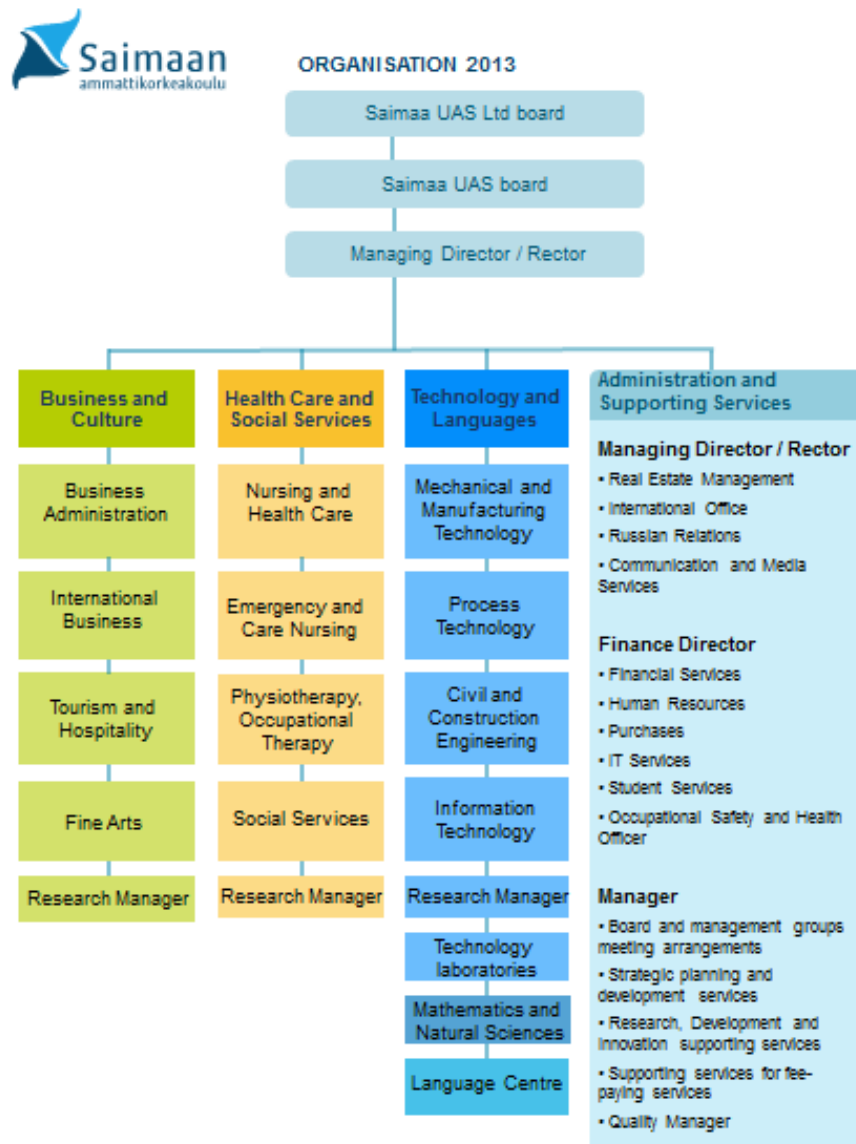 Saimaan
ammattikorkeakoulu
ORGANISATION 2013
Saimaa UAS Ltd board
Saimaa UAS board
Managing Director / Rector
Business and
Culture
Business
Administration
International
Business
Tourism and
Hospitality
Fine Arts
Research Manager
Health Care and
Social Services
Nursing and
Health Care
Emergency and
Care Nursing
Physiotherapy,
Occupational
Therapy
Social Services
Research Manager
Technology and
Languages
Mechanical and
Manufacturing
Technology
Process
Technology
Civil and
Construction
Engineering
Information
Technology
Research Manager
Technology
laboratories
Mathematics and
Natural Sciences
Language Centre
Administration and
Supporting Services
Managing Director / Rector
• Real Estate Management
• International Office
• Russian Relations
• Communication and Media
Services
Finance Director
• Financial Services
• Human Resources
• Purchases
• IT Services
• Student Services
• Occupational Safety and Health
Officer
Manager
• Board and management groups
meeting arrangements
• Strategic planning and
development services
• Research, Development and
Innovation supporting services
• Supporting services for fee-
paying services
• Quality Manager